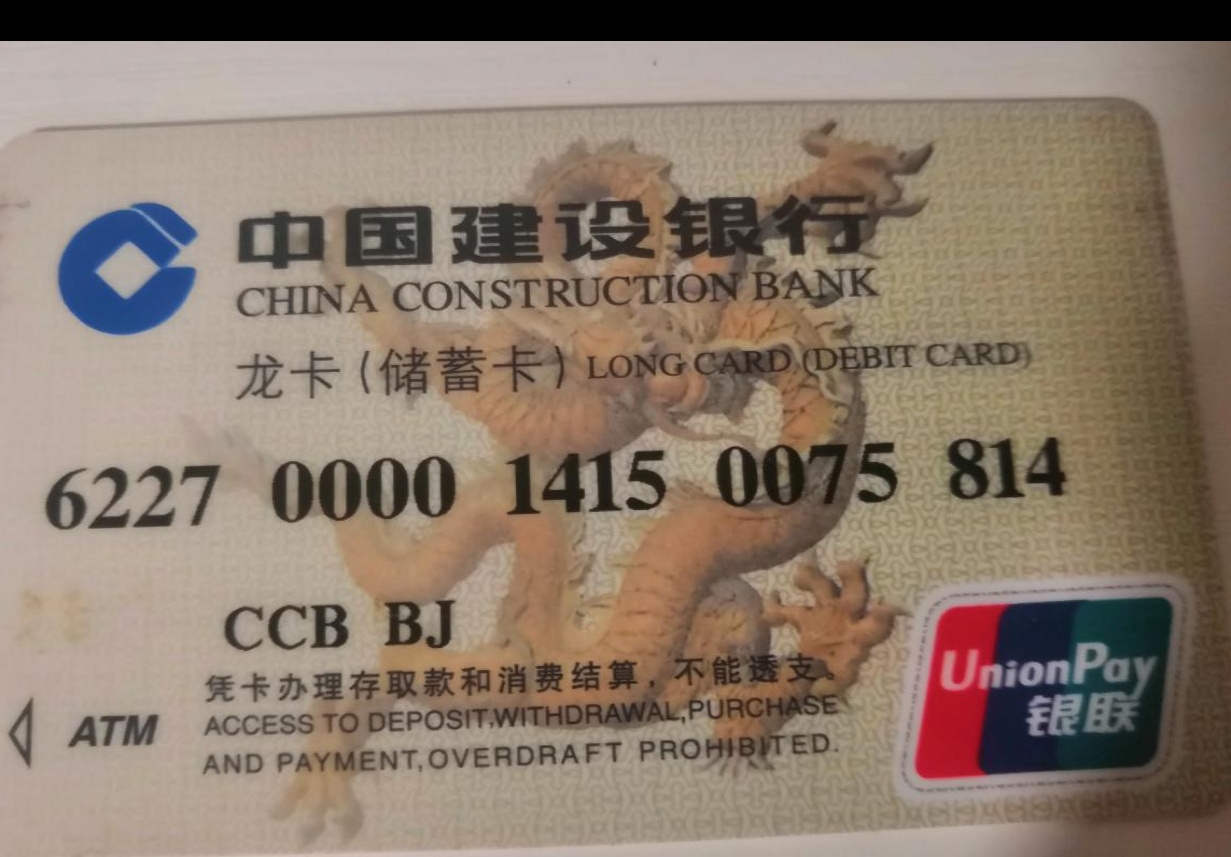 中国建设银行
CHINA CONSTRUCTION BANK
龙卡(储蓄卡) LONG CARD (DEBIT CARD)
6227 0000 1415 0075 814
CCB BJ
凭卡办理存取款和消费结算，不能透支。
ATM ACCESS TO DEPOSIT,WITHDRAWAL,PURCHASE
AND PAYMENT,OVERDRAFT PROHIBITED.
UnionPay
银联